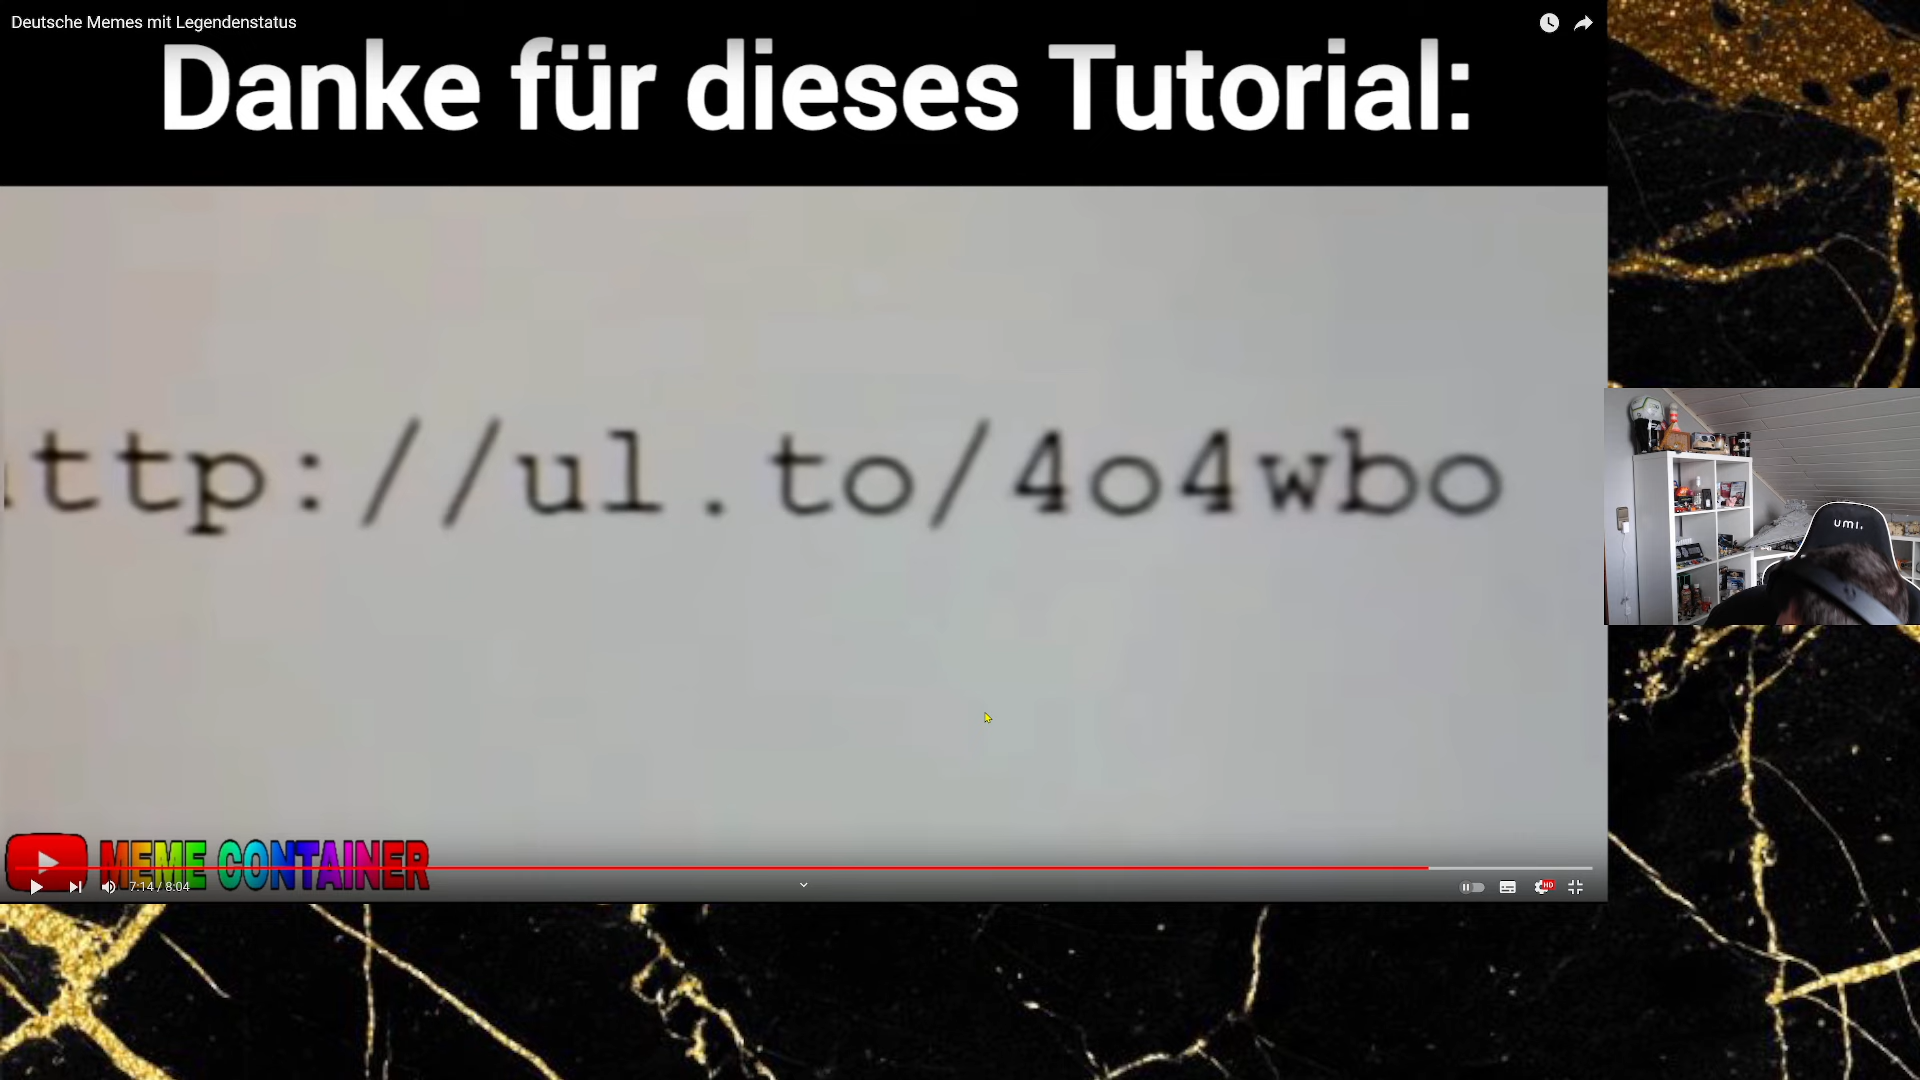 Deutsche Memes mit Legendenstatus
Danke für dieses Tutorial:
ttp://ul.to/4o4wbo
MEME CONTAINER
7:14 / 8:04
HD
umi.